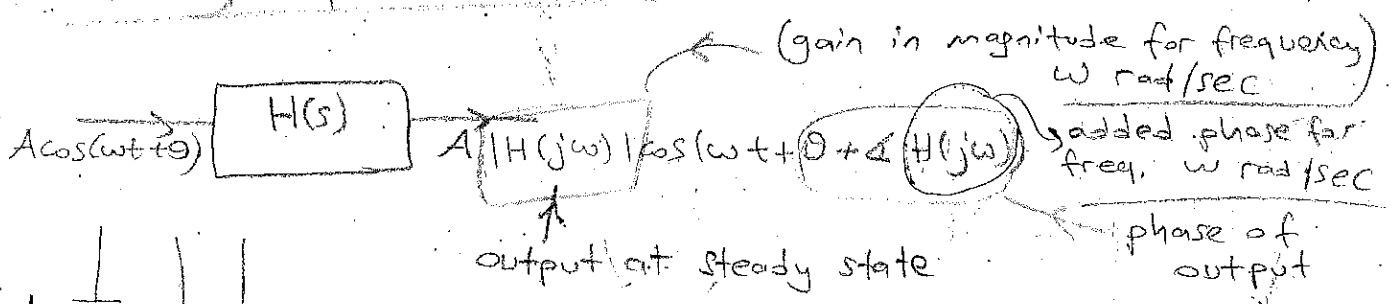 (gain in magnitude for frequency)
ω rad/sec
H(s)
Acos(ωt+θ)
A|H(jω)|cos(ωt+θ+∡H(jω))
added phase for
freq. ω rad/sec
output at steady state
phase of
output